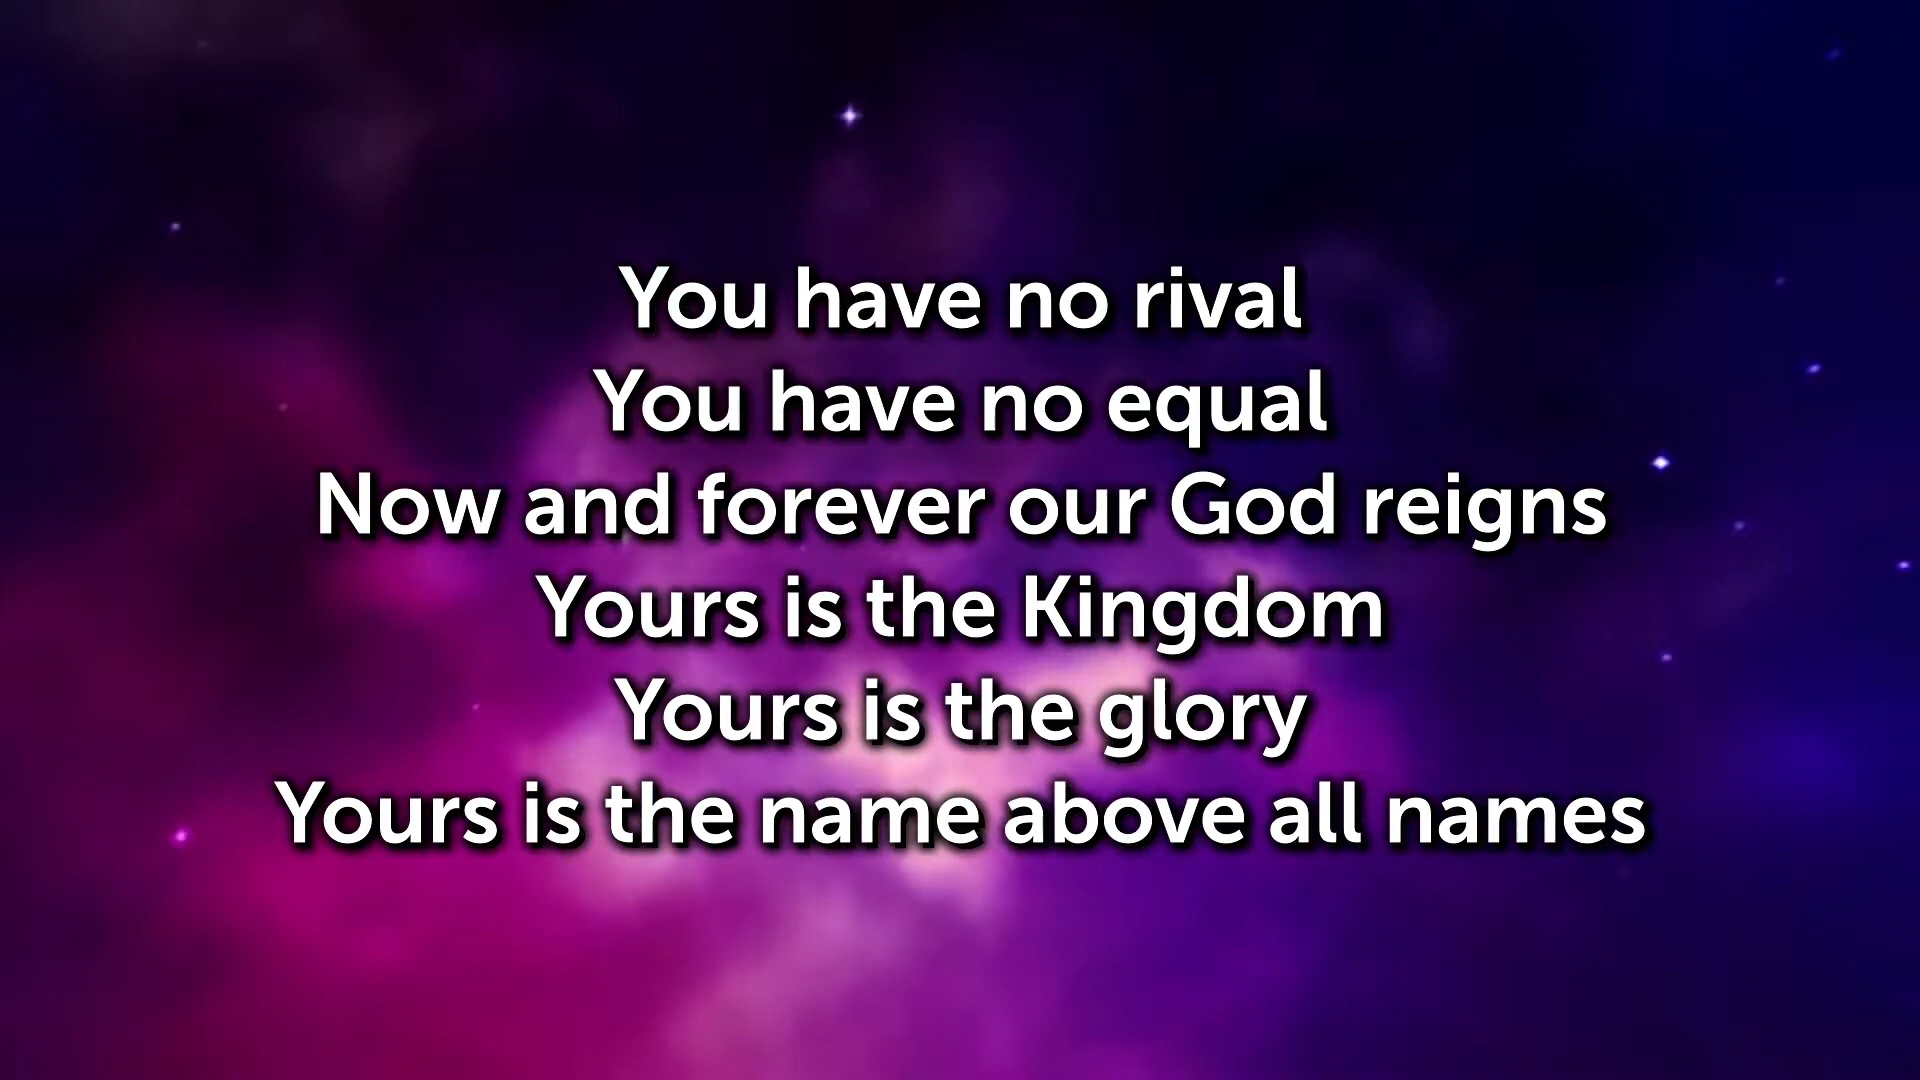 You have no rival
You have no equal
Now and forever our God reigns
Yours is the Kingdom
Yours is the glory
Yours is the name above all names